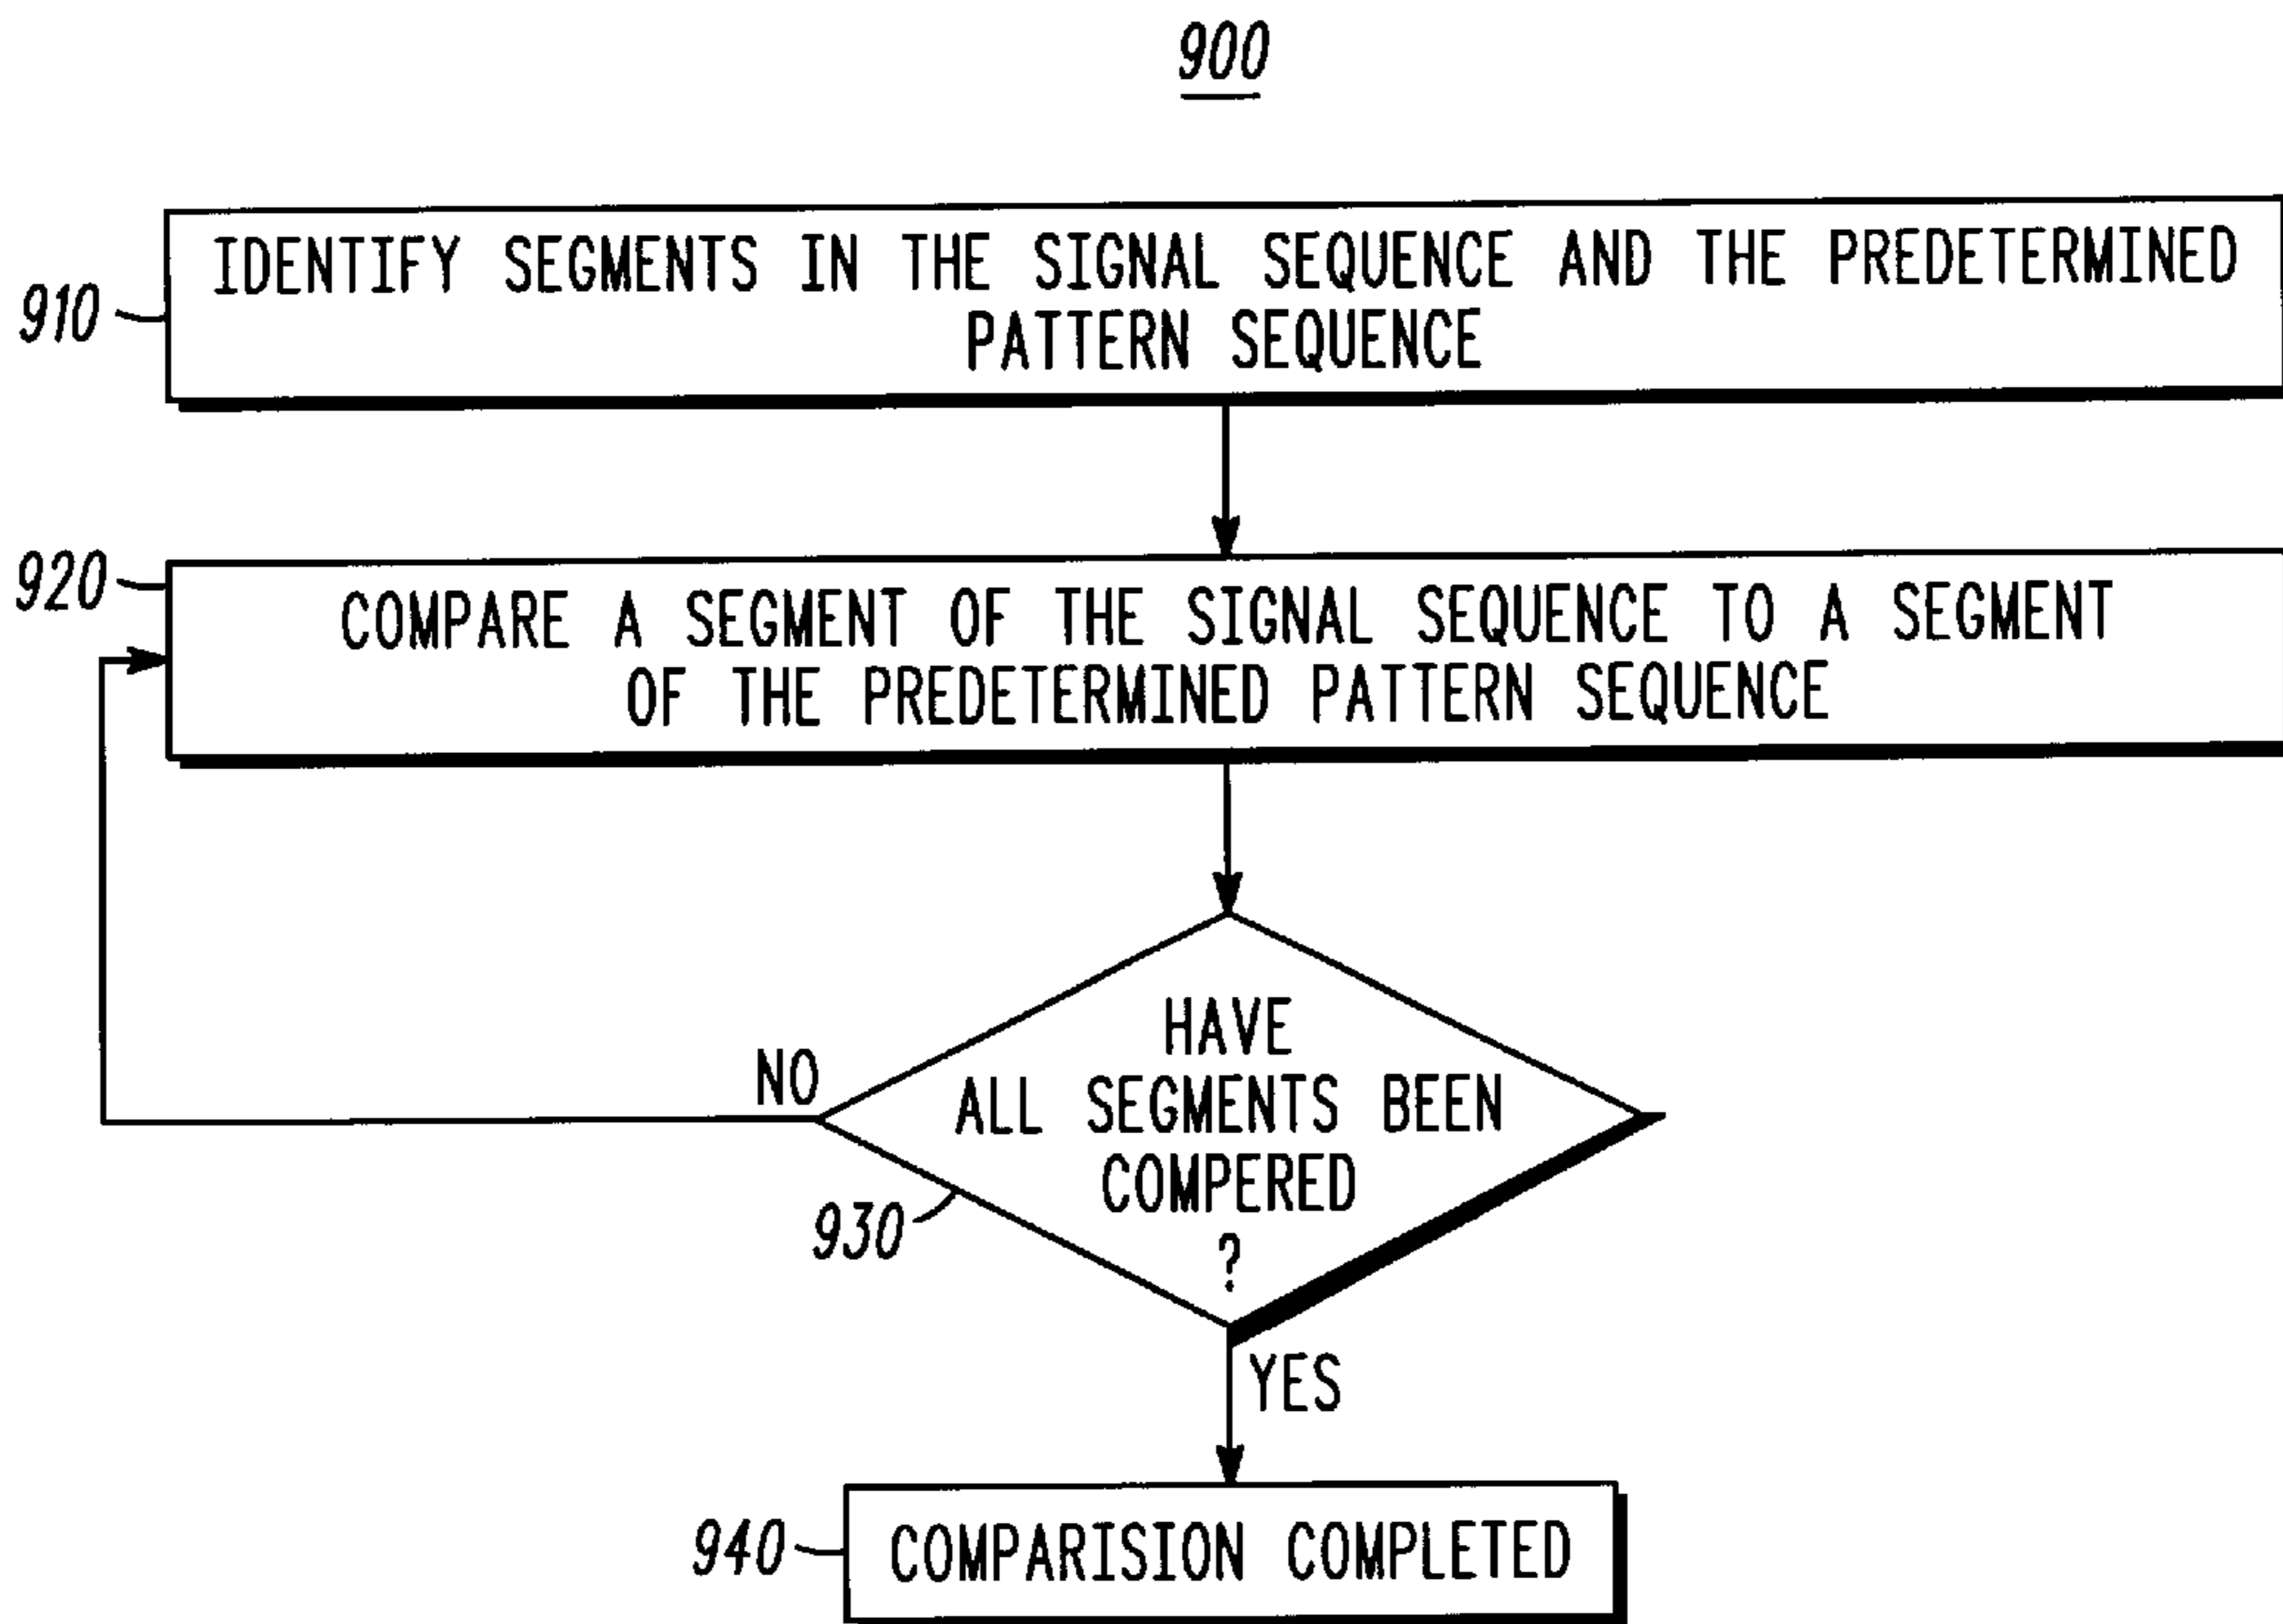 900
910
IDENTIFY SEGMENTS IN THE SIGNAL SEQUENCE AND THE PREDETERMINED
PATTERN SEQUENCE
920
COMPARE A SEGMENT OF THE SIGNAL SEQUENCE TO A SEGMENT
OF THE PREDETERMINED PATTERN SEQUENCE
NO
HAVE
ALL SEGMENTS BEEN
COMPERED
?
930
YES
940
COMPARISION COMPLETED